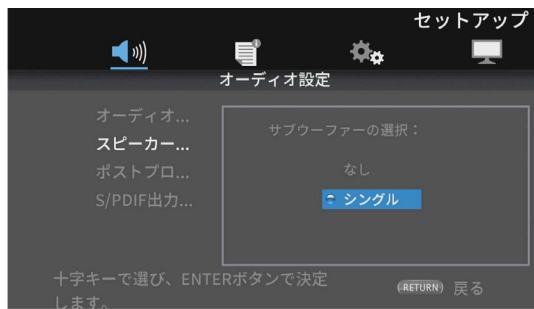 セットアップ
オーディオ設定
オーディオ...
スピーカー...
ポストプロ...
S/PDIF出力...
サブウーファーの選択：
なし
シングル
十字キーで選び、ENTERボタンで決定
します。
RETURN 戻る